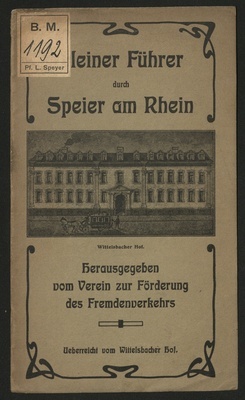 B. M.
1192
Pf. L. Speyer
leiner Führer
durch
Speier am Rhein
Wittelsbacher Hof.
Herausgegeben
vom Verein zur Förderung
des Fremdenverkehrs
Ueberreicht vom Wittelsbacher Hof.